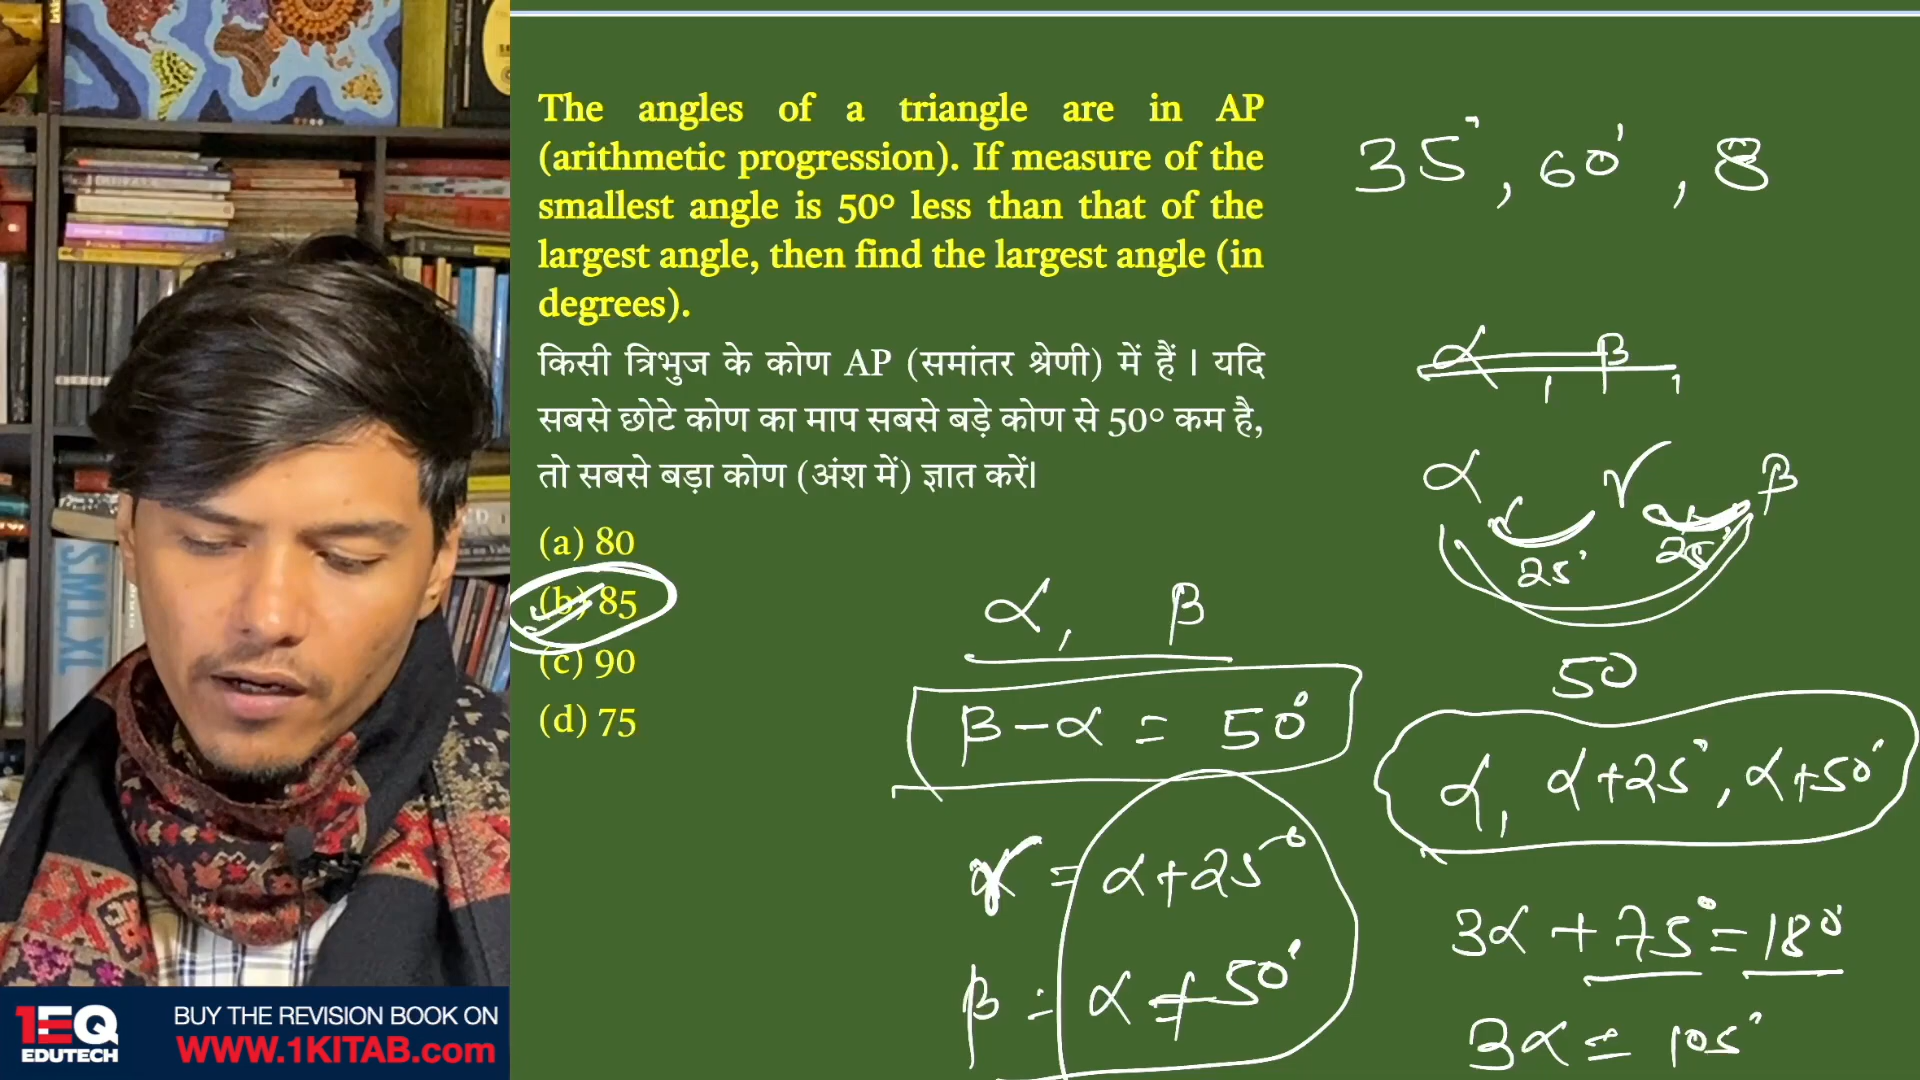 The angles of a triangle are in AP
(arithmetic progression). If measure of the
smallest angle is 50° less than that of the
largest angle, then find the largest angle (in
degrees).
किसी त्रिभुज के कोण AP (समांतर श्रेणी) में हैं । यदि
सबसे छोटे कोण का माप सबसे बड़े कोण से 50° कम है,
तो सबसे बड़ा कोण (अंश में) ज्ञात करें।
(a) 80
(b) 85
(c) 90
(d) 75
35°, 60°, 8
α β
α γ β
25° 25°
50
α, β
β - α = 50°
α, α+25°, α+50°
γ = α+25°
β = α+50°
3α + 75° = 180°
3α = 105°
S,M,L,XL
1EQ
EDUTECH
BUY THE REVISION BOOK ON
WWW.1KITAB.com